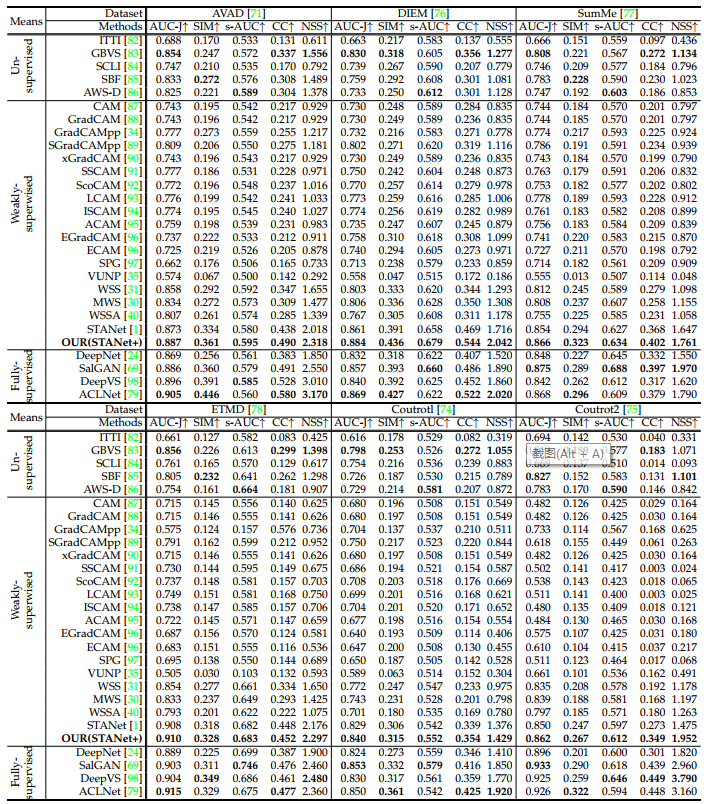 Means Dataset AVAD [71] DIEM [76] SumMe [77]
Methods AUC-J↑ SIM↑ s-AUC↑ CC↑ NSS↑ AUC-J↑ SIM↑ s-AUC↑ CC↑ NSS↑ AUC-J↑ SIM↑ s-AUC↑ CC↑ NSS↑
Un-supervised
ITTI [82] 0.688 0.170 0.533 0.131 0.611 0.663 0.217 0.583 0.137 0.555 0.666 0.151 0.559 0.097 0.436
GBVS [83] 0.854 0.247 0.572 0.337 1.556 0.830 0.318 0.605 0.356 1.277 0.808 0.221 0.567 0.272 1.134
SCLI [84] 0.747 0.210 0.535 0.170 0.792 0.739 0.267 0.590 0.207 0.779 0.746 0.209 0.577 0.184 0.796
SBF [85] 0.833 0.272 0.576 0.308 1.489 0.759 0.292 0.608 0.301 1.081 0.783 0.228 0.590 0.230 1.023
AWS-D [86] 0.825 0.221 0.589 0.304 1.378 0.733 0.250 0.612 0.301 1.128 0.747 0.192 0.603 0.186 0.853
Weakly-supervised
CAM [87] 0.743 0.195 0.542 0.217 0.929 0.730 0.248 0.589 0.284 0.835 0.744 0.184 0.570 0.201 0.797
GradCAM [88] 0.743 0.196 0.542 0.217 0.929 0.730 0.249 0.589 0.236 0.835 0.744 0.185 0.570 0.201 0.797
GradCAMpp [34] 0.777 0.273 0.559 0.255 1.217 0.732 0.216 0.583 0.271 0.778 0.774 0.217 0.593 0.225 0.924
SGradCAMpp [89] 0.809 0.206 0.550 0.275 1.181 0.802 0.271 0.620 0.319 1.116 0.786 0.191 0.591 0.234 0.939
xGradCAM [90] 0.743 0.196 0.543 0.217 0.929 0.730 0.249 0.589 0.236 0.835 0.744 0.184 0.570 0.199 0.790
SSCAM [91] 0.777 0.186 0.531 0.228 0.971 0.750 0.242 0.604 0.248 0.873 0.763 0.179 0.591 0.206 0.832
ScoCAM [92] 0.772 0.196 0.548 0.237 1.016 0.770 0.257 0.614 0.279 0.978 0.753 0.182 0.577 0.202 0.802
LCAM [93] 0.776 0.199 0.542 0.241 1.033 0.773 0.259 0.616 0.285 1.006 0.778 0.189 0.593 0.228 0.912
ISCAM [94] 0.774 0.195 0.545 0.240 1.027 0.774 0.256 0.619 0.282 0.989 0.761 0.183 0.582 0.208 0.899
ACAM [95] 0.759 0.198 0.539 0.231 0.983 0.735 0.247 0.607 0.245 0.879 0.756 0.183 0.584 0.209 0.839
EGradCAM [96] 0.737 0.222 0.533 0.212 0.911 0.758 0.310 0.618 0.308 1.099 0.741 0.220 0.583 0.215 0.870
ECAM [96] 0.725 0.219 0.526 0.205 0.878 0.740 0.294 0.605 0.273 0.971 0.727 0.211 0.570 0.198 0.792
SPG [97] 0.662 0.176 0.506 0.165 0.733 0.713 0.238 0.579 0.233 0.859 0.714 0.182 0.561 0.209 0.909
VUNP [35] 0.574 0.067 0.500 0.142 0.292 0.558 0.047 0.515 0.172 0.186 0.555 0.013 0.507 0.114 0.048
WSS [31] 0.858 0.292 0.592 0.347 1.655 0.803 0.333 0.620 0.344 1.293 0.812 0.245 0.589 0.279 1.098
MWS [30] 0.834 0.272 0.573 0.309 1.477 0.806 0.336 0.628 0.350 1.308 0.808 0.237 0.607 0.258 1.155
WSSA [40] 0.807 0.261 0.574 0.285 1.339 0.767 0.305 0.608 0.311 1.178 0.755 0.225 0.585 0.231 1.058
STANet [1] 0.873 0.334 0.580 0.438 2.018 0.861 0.391 0.658 0.469 1.716 0.854 0.294 0.627 0.368 1.647
OUR(STANet+) 0.887 0.361 0.595 0.490 2.318 0.884 0.436 0.679 0.544 2.042 0.866 0.323 0.634 0.402 1.761
Fully-supervised
DeepNet [24] 0.869 0.256 0.561 0.383 1.850 0.832 0.318 0.622 0.407 1.520 0.848 0.227 0.645 0.332 1.550
SalGAN [69] 0.886 0.360 0.579 0.491 2.550 0.857 0.393 0.660 0.486 1.890 0.875 0.289 0.688 0.397 1.970
DeepVS [98] 0.896 0.391 0.585 0.528 3.010 0.840 0.392 0.625 0.452 1.860 0.842 0.262 0.612 0.317 1.620
ACLNet [79] 0.905 0.446 0.560 0.580 3.170 0.869 0.427 0.622 0.522 2.020 0.868 0.296 0.609 0.379 1.790
Means Dataset ETMD [78] Coutrotl [74] Coutrot2 [75]
Methods AUC-J↑ SIM↑ s-AUC↑ CC↑ NSS↑ AUC-J↑ SIM↑ s-AUC↑ CC↑ NSS↑ AUC-J↑ SIM↑ s-AUC↑ CC↑ NSS↑
Un-supervised
ITTI [82] 0.661 0.127 0.582 0.083 0.425 0.616 0.178 0.529 0.082 0.319 0.694 0.142 0.530 0.040 0.331
GBVS [83] 0.856 0.226 0.613 0.299 1.398 0.798 0.253 0.526 0.272 1.055 0.577 0.183 1.071
截图(Alt + A)
SCLI [84] 0.761 0.165 0.570 0.129 0.617 0.754 0.216 0.536 0.239 0.883 0.510 0.014 0.093
SBF [85] 0.805 0.232 0.641 0.262 1.298 0.726 0.187 0.530 0.215 0.789 0.827 0.152 0.583 0.131 1.101
AWS-D [86] 0.754 0.161 0.664 0.181 0.907 0.729 0.214 0.581 0.207 0.872 0.783 0.170 0.590 0.146 0.842
Weakly-supervised
CAM [87] 0.715 0.145 0.556 0.140 0.625 0.680 0.196 0.508 0.151 0.549 0.482 0.126 0.425 0.029 0.164
GradCAM [88] 0.715 0.146 0.555 0.141 0.626 0.680 0.197 0.508 0.151 0.549 0.482 0.126 0.425 0.030 0.164
GradCAMpp [34] 0.575 0.124 0.157 0.576 0.736 0.704 0.137 0.537 0.210 0.511 0.733 0.114 0.567 0.168 0.625
SGradCAMpp [89] 0.791 0.162 0.599 0.212 0.952 0.750 0.217 0.523 0.220 0.844 0.618 0.155 0.449 0.061 0.263
xGradCAM [90] 0.715 0.146 0.555 0.141 0.626 0.680 0.197 0.508 0.151 0.549 0.482 0.126 0.425 0.030 0.164
SSCAM [91] 0.730 0.144 0.595 0.149 0.675 0.686 0.194 0.521 0.154 0.587 0.502 0.141 0.417 0.003 0.024
ScoCAM [92] 0.737 0.148 0.581 0.157 0.703 0.708 0.203 0.518 0.176 0.669 0.538 0.143 0.423 0.018 0.065
LCAM [93] 0.749 0.151 0.581 0.168 0.750 0.699 0.201 0.516 0.168 0.621 0.511 0.141 0.400 0.003 0.025
ISCAM [94] 0.738 0.147 0.585 0.157 0.706 0.704 0.201 0.520 0.171 0.652 0.480 0.135 0.409 0.018 0.121
ACAM [95] 0.722 0.145 0.571 0.147 0.659 0.677 0.198 0.516 0.154 0.554 0.484 0.130 0.465 0.030 0.168
EGradCAM [96] 0.687 0.156 0.570 0.124 0.581 0.640 0.193 0.509 0.114 0.406 0.575 0.107 0.425 0.031 0.180
ECAM [96] 0.683 0.151 0.555 0.116 0.536 0.647 0.200 0.508 0.130 0.455 0.610 0.104 0.415 0.037 0.217
SPG [97] 0.695 0.138 0.550 0.144 0.689 0.650 0.187 0.505 0.142 0.528 0.511 0.123 0.464 0.017 0.068
VUNP [35] 0.505 0.030 0.103 0.132 0.593 0.589 0.063 0.514 0.152 0.304 0.661 0.101 0.536 0.162 0.491
WSS [31] 0.854 0.277 0.661 0.334 1.650 0.772 0.247 0.547 0.233 0.975 0.835 0.208 0.578 0.192 1.178
MWS [30] 0.833 0.237 0.649 0.293 1.425 0.743 0.231 0.528 0.201 0.798 0.839 0.188 0.581 0.168 1.197
WSSA [40] 0.793 0.201 0.622 0.222 1.075 0.701 0.180 0.535 0.169 0.780 0.797 0.185 0.571 0.180 1.263
STANet [1] 0.908 0.318 0.682 0.448 2.176 0.829 0.306 0.542 0.339 1.376 0.850 0.247 0.597 0.273 1.475
OUR(STANet+) 0.910 0.328 0.683 0.452 2.297 0.840 0.315 0.552 0.354 1.429 0.862 0.267 0.612 0.349 1.952
Fully-supervised
DeepNet [24] 0.889 0.225 0.699 0.387 1.900 0.824 0.273 0.559 0.346 1.410 0.896 0.201 0.600 0.301 1.820
SalGAN [69] 0.903 0.311 0.746 0.476 2.460 0.853 0.332 0.579 0.416 1.850 0.933 0.290 0.618 0.439 2.960
DeepVS [98] 0.904 0.349 0.686 0.461 2.480 0.830 0.317 0.561 0.359 1.770 0.925 0.259 0.646 0.449 3.790
ACLNet [79] 0.915 0.329 0.675 0.477 2.360 0.850 0.361 0.542 0.425 1.920 0.926 0.322 0.594 0.448 3.160